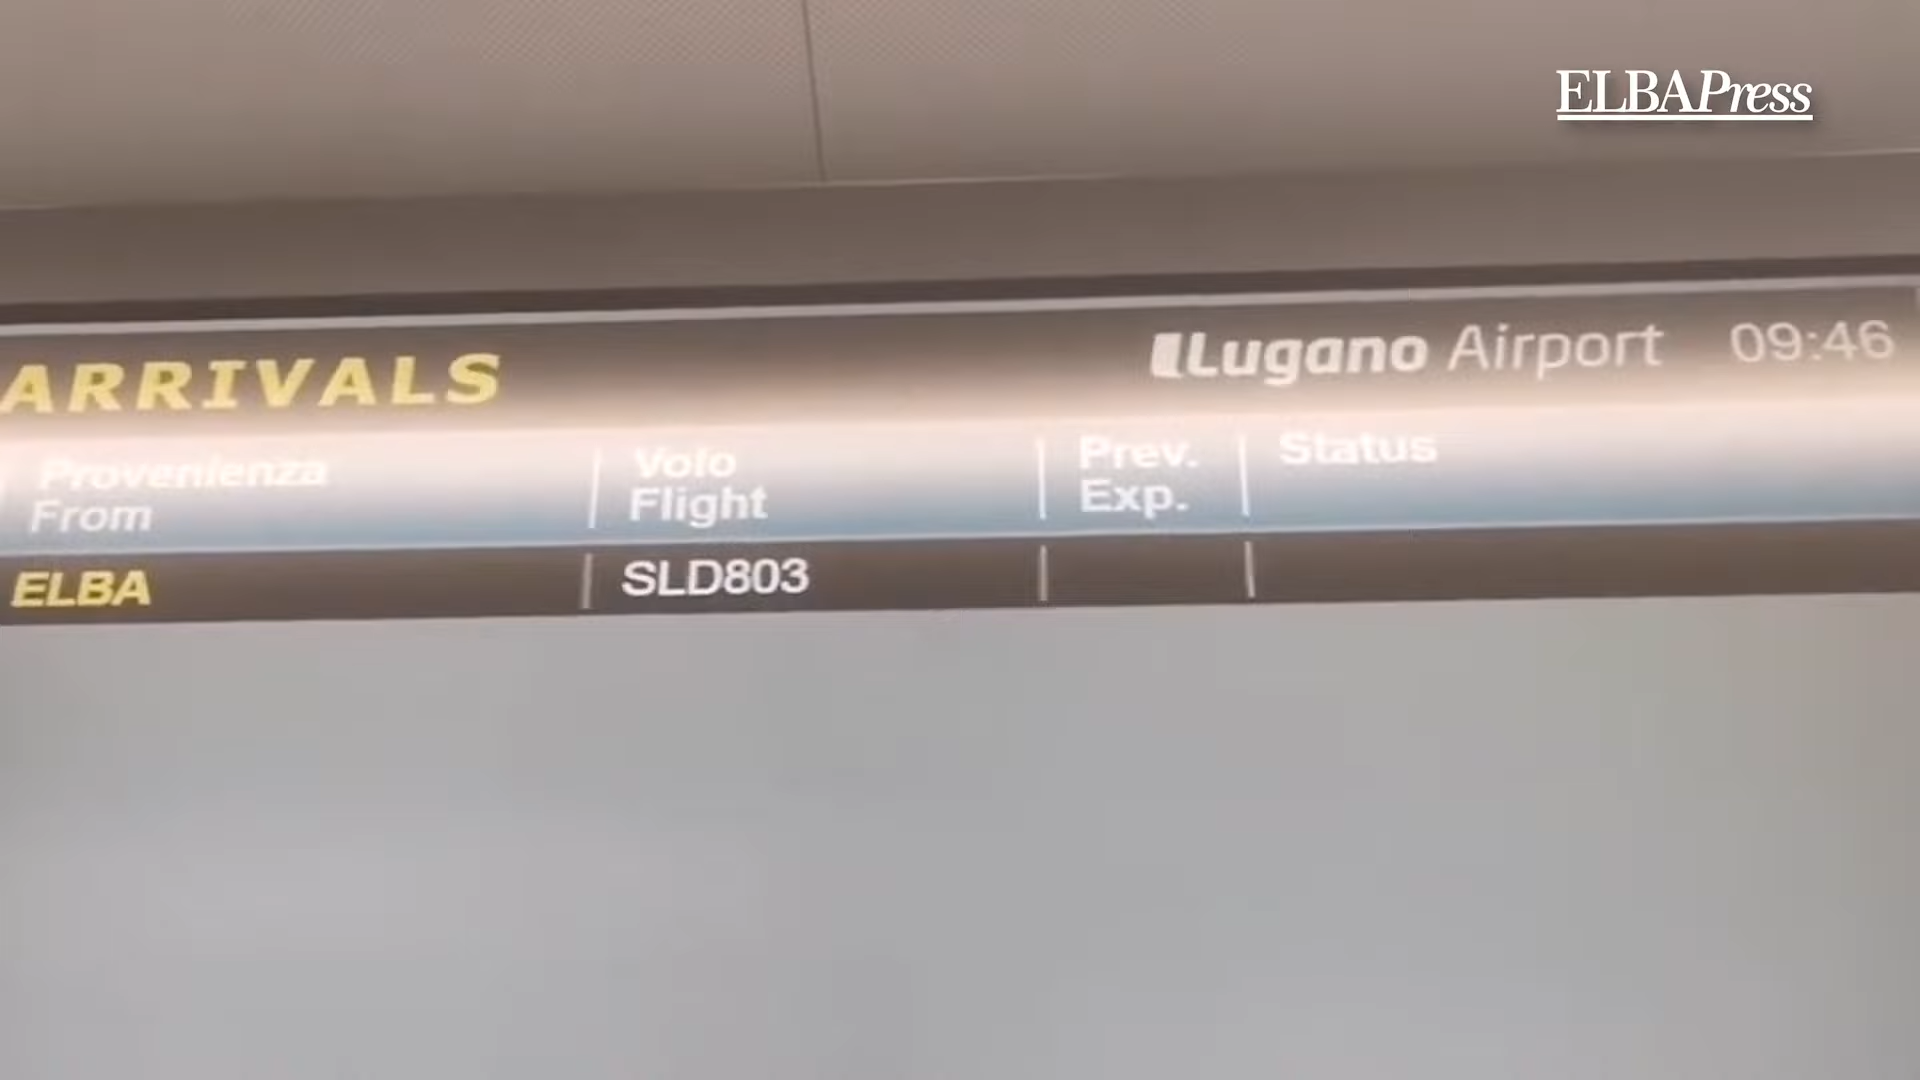 ELBAPress
ARRIVALS
Lugano Airport 09:46
Provenienza Volo Prev. Status
From Flight Exp.
ELBA SLD803